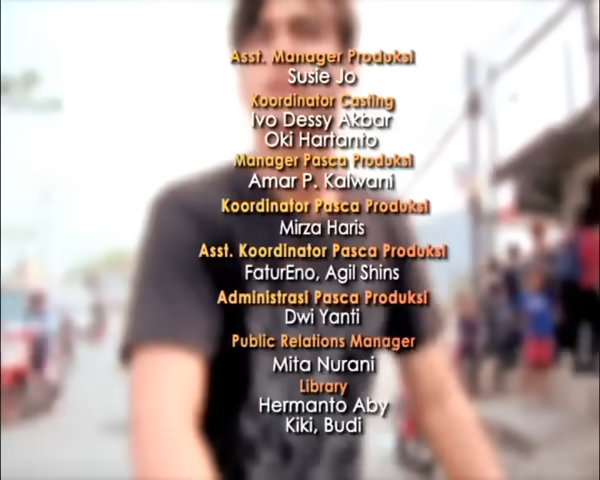 Asst. Manager Produksi
Susie Jo
Koordinator Casting
Ivo Dessy Akbar
Oki Hartanto
Manager Pasca Produksi
Amar P. Kalwani
Koordinator Pasca Produksi
Mirza Haris
Asst. Koordinator Pasca Produksi
FaturEno, Agil Shins
Administrasi Pasca Produksi
Dwi Yanti
Public Relations Manager
Mita Nurani
Library
Hermanto Aby
Kiki, Budi